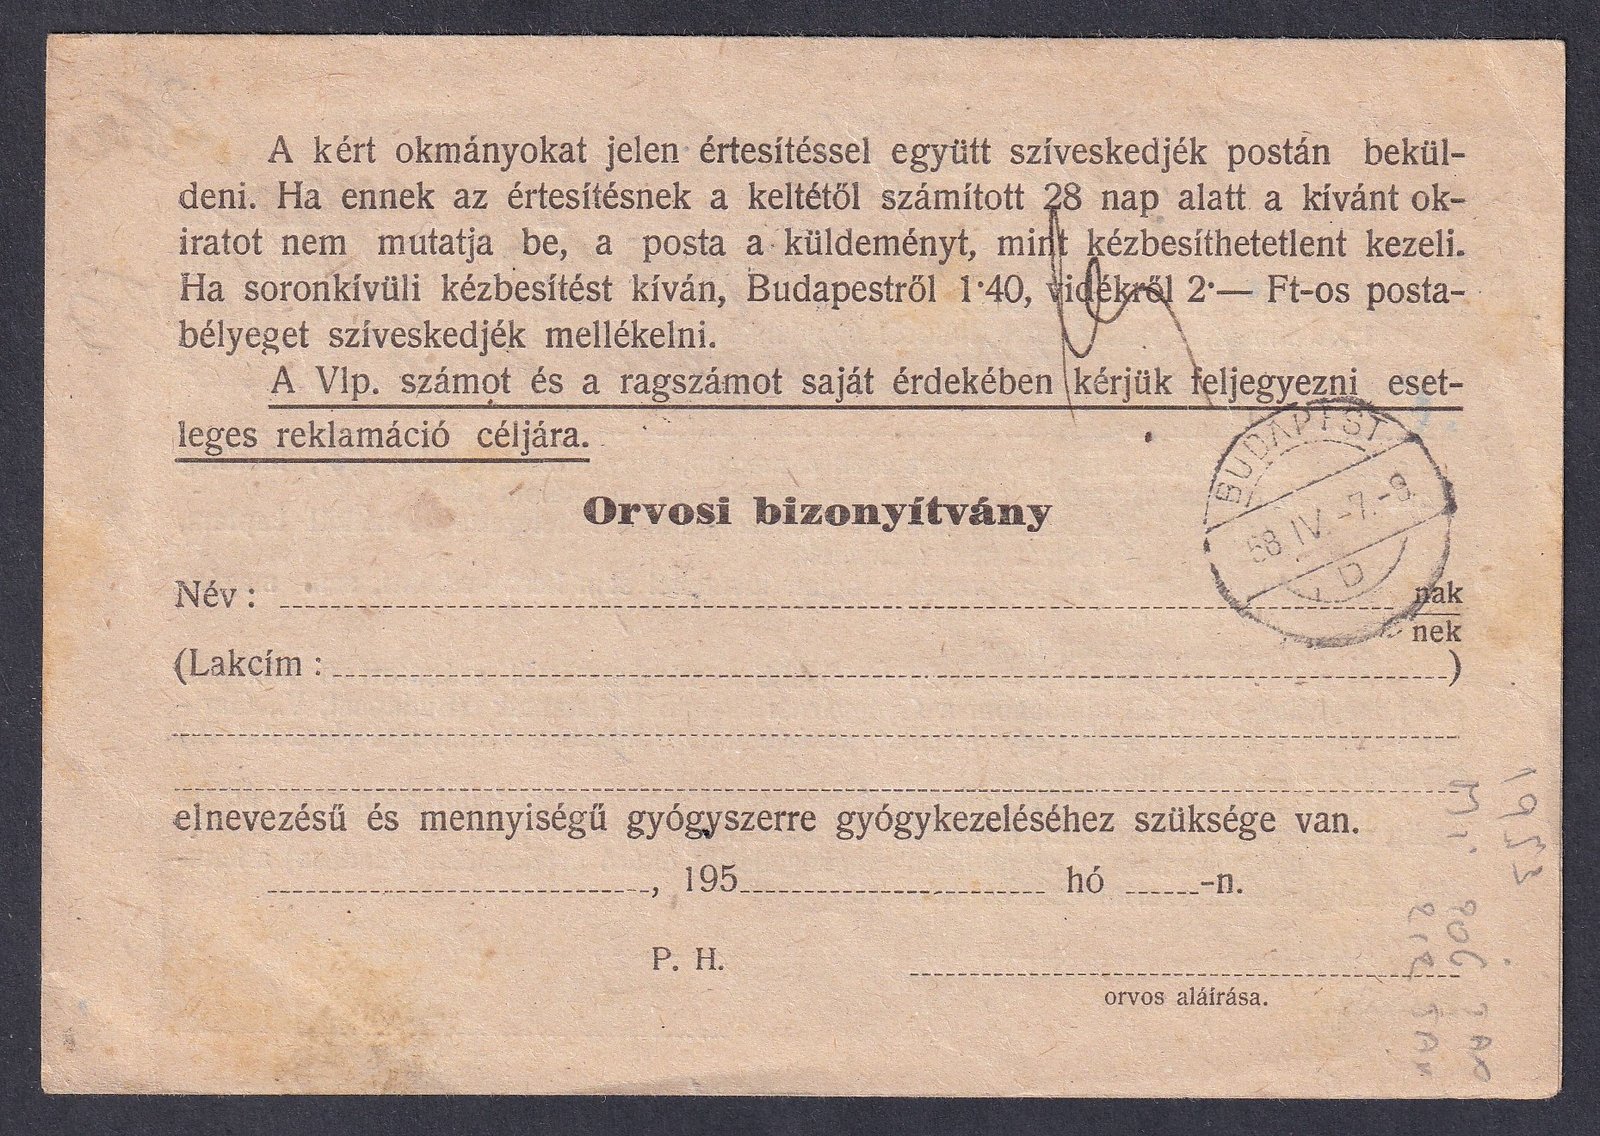 A kért okmányokat jelen értesítéssel együtt szíveskedjék postán bekül-
deni. Ha ennek az értesítésnek a keltétől számított 28 nap alatt a kívánt ok-
iratot nem mutatja be, a posta a küldeményt, mint kézbesíthetetlent kezeli.
Ha soronkívüli kézbesítést kíván, Budapestről 1·40, vidékről 2·— Ft-os posta-
bélyeget szíveskedjék mellékelni.
A Vlp. számot és a ragszámot saját érdekében kérjük feljegyezni eset-
leges reklamáció céljára.
BUDAPEST
58 IV. -7. -9
D
Orvosi bizonyítvány
Név : nak
nek
(Lakcím : )
elnevezésű és mennyiségű gyógyszerre gyógykezeléséhez szüksége van.
, 195 hó -n.
P. H.
orvos aláírása.